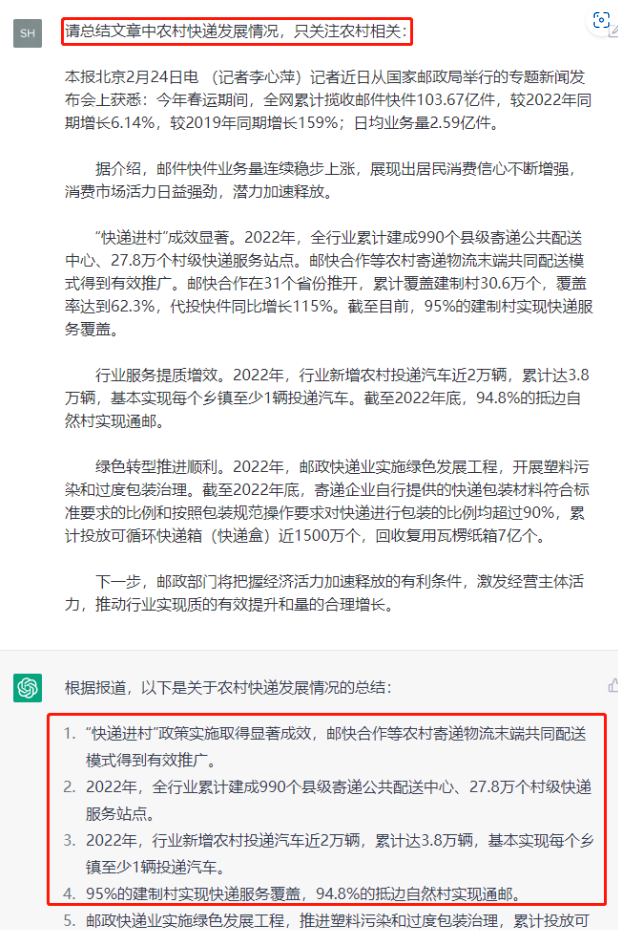 SH
请总结文章中农村快递发展情况，只关注农村相关：
本报北京2月24日电 （记者李心萍）记者近日从国家邮政局举行的专题新闻发
布会上获悉：今年春运期间，全网累计揽收邮件快件103.67亿件，较2022年同
期增长6.14%，较2019年同期增长159%；日均业务量2.59亿件。
据介绍，邮件快件业务量连续稳步上涨，展现出居民消费信心不断增强，
消费市场活力日益强劲，潜力加速释放。
“快递进村”成效显著。2022年，全行业累计建成990个县级寄递公共配送
中心、27.8万个村级快递服务站点。邮快合作等农村寄递物流末端共同配送模
式得到有效推广。邮快合作在31个省份推开，累计覆盖建制村30.6万个，覆盖
率达到62.3%，代投快件同比增长115%。截至目前，95%的建制村实现快递服
务覆盖。
行业服务提质增效。2022年，行业新增农村投递汽车近2万辆，累计达3.8
万辆，基本实现每个乡镇至少1辆投递汽车。截至2022年底，94.8%的抵边自
然村实现通邮。
绿色转型推进顺利。2022年，邮政快递业实施绿色发展工程，开展塑料污
染和过度包装治理。截至2022年底，寄递企业自行提供的快递包装材料符合标
准要求的比例和按照包装规范操作要求对快递进行包装的比例均超过90%，累
计投放可循环快递箱（快递盒）近1500万个，回收复用瓦楞纸箱7亿个。
下一步，邮政部门将把握经济活力加速释放的有利条件，激发经营主体活
力，推动行业实现质的有效提升和量的合理增长。
根据报道，以下是关于农村快递发展情况的总结：
1. “快递进村”政策实施取得显著成效，邮快合作等农村寄递物流末端共同配送
模式得到有效推广。
2. 2022年，全行业累计建成990个县级寄递公共配送中心、27.8万个村级快递
服务站点。
3. 2022年，行业新增农村投递汽车近2万辆，累计达3.8万辆，基本实现每个乡
镇至少1辆投递汽车。
4. 95%的建制村实现快递服务覆盖，94.8%的抵边自然村实现通邮。
5. 邮政快递业实施绿色发展工程，推进塑料污染和过度包装治理，累计投放可